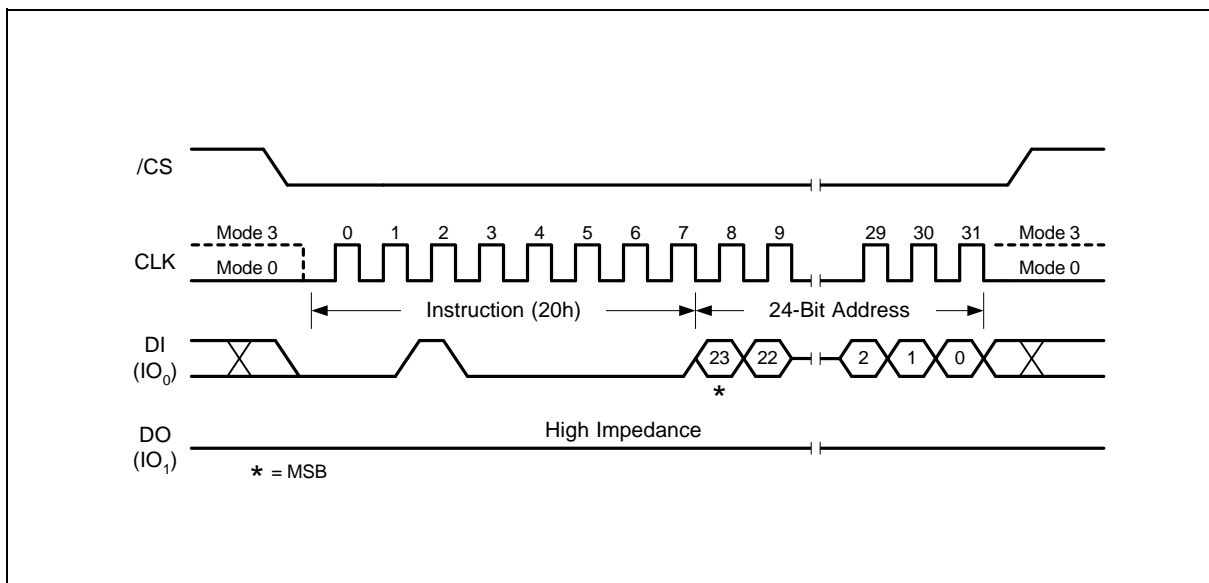 /CS
Mode 3
0 1 2 3 4 5 6 7 8 9 29 30 31
Mode 3
CLK
Mode 0
Mode 0
Instruction (20h)
24-Bit Address
DI
(IO₀)
23 22 2 1 0
*
DO
(IO₁)
High Impedance
* = MSB